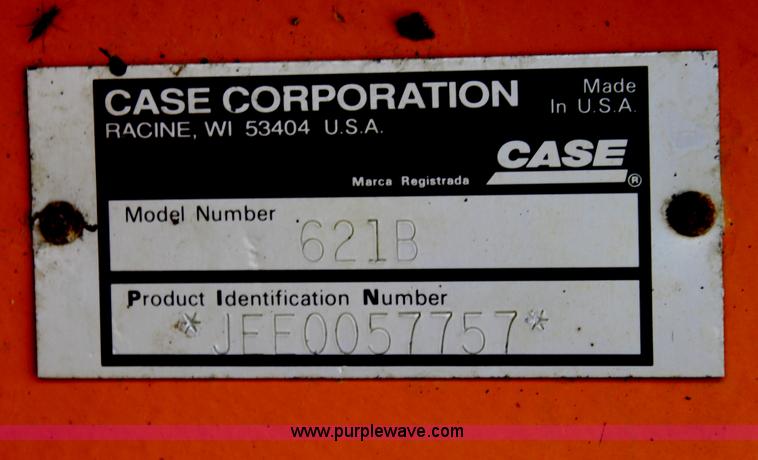 CASE CORPORATION
Made
In U.S.A.
RACINE, WI 53404 U.S.A.
CASE
Marca Registrada ®
Model Number
621B
Product Identification Number
*JEE0057757*
www.purplewave.com